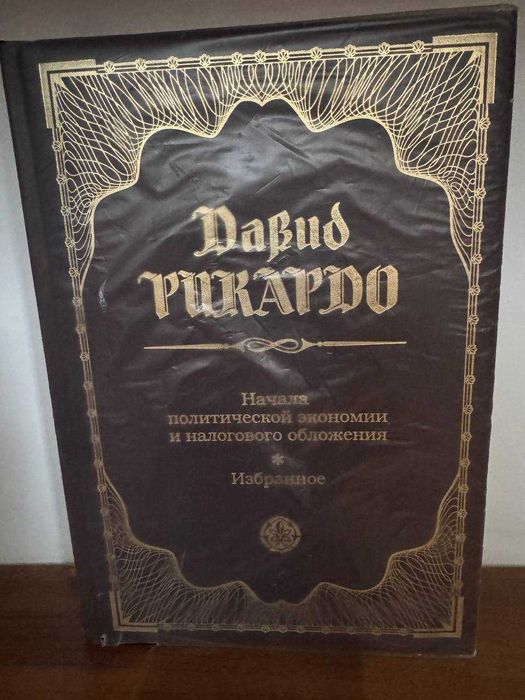 Давид
РИКАРДО
Начала
политической экономии
и налогового обложения
*
Избранное